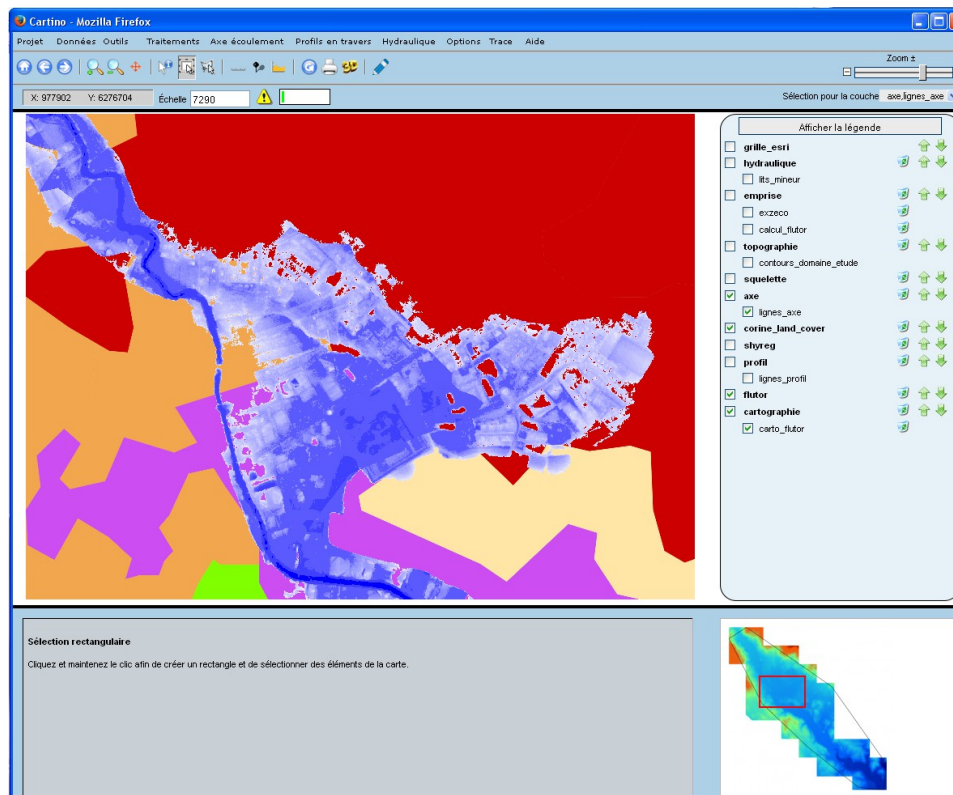 Cartino - Mozilla Firefox
Projet Données Outils Traitements Axe écoulement Profils en travers Hydraulique Options Trace Aide
Zoom ±
X: 977902 Y: 6276704 Échelle 7290 Sélection pour la couche axe,lignes_axe
Afficher la légende
grille_esri
hydraulique
lits_mineur
emprise
exzeco
calcul_flutor
topographie
contours_domaine_etude
squelette
axe
lignes_axe
corine_land_cover
shyreg
profil
lignes_profil
flutor
cartographie
carto_flutor
Sélection rectangulaire
Cliquez et maintenez le clic afin de créer un rectangle et de sélectionner des éléments de la carte.